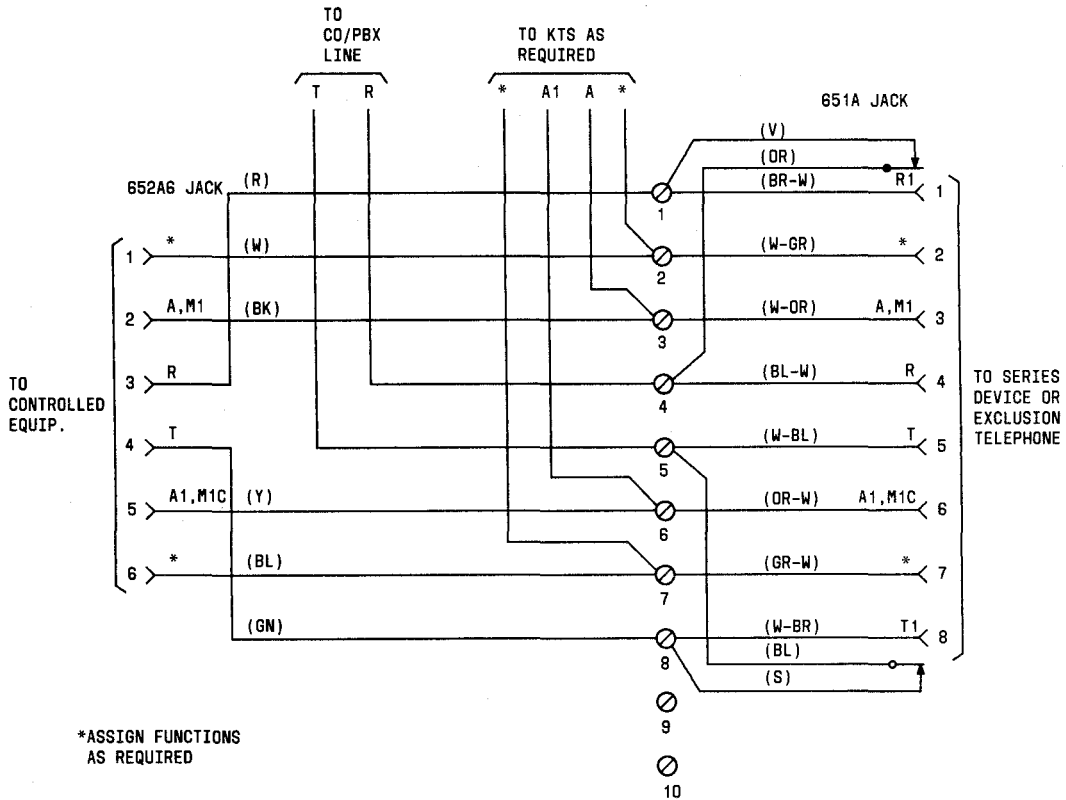 TO
CO/PBX
LINE
TO KTS AS
REQUIRED
T R
* A1 A *
651A JACK
652A6 JACK
(R)
(V)
(OR)
(BR-W) R1 1
1
1 * (W)
2
(W-GR) * 2
2 A,M1 (BK)
3
(W-OR) A,M1 3
3 R
4
(BL-W) R 4
4 T
5
(W-BL) T 5
5 A1,M1C (Y)
6
(OR-W) A1,M1C 6
6 * (BL)
7
(GR-W) * 7
(GN)
8
(W-BR) T1 8
(BL)
(S)
9
10
TO
CONTROLLED
EQUIP.
TO SERIES
DEVICE OR
EXCLUSION
TELEPHONE
*ASSIGN FUNCTIONS
AS REQUIRED